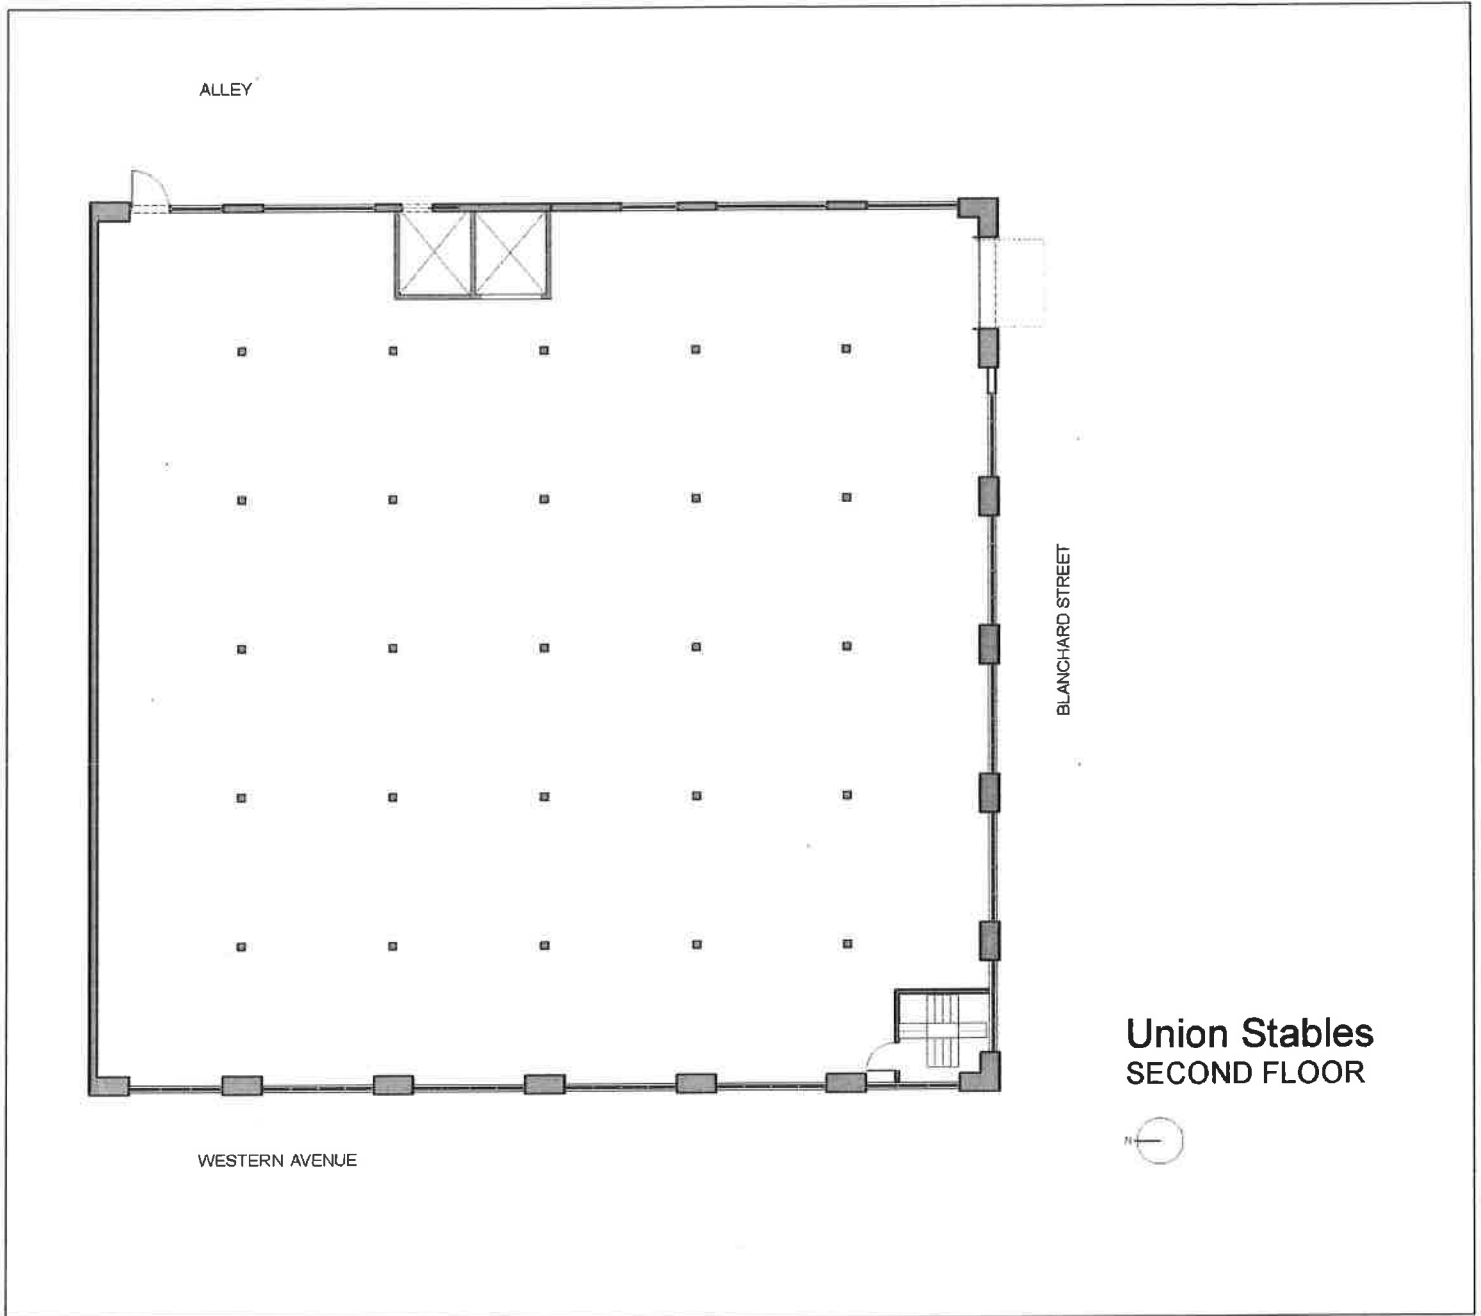 ALLEY
BLANCHARD STREET
Union Stables
SECOND FLOOR
N
WESTERN AVENUE